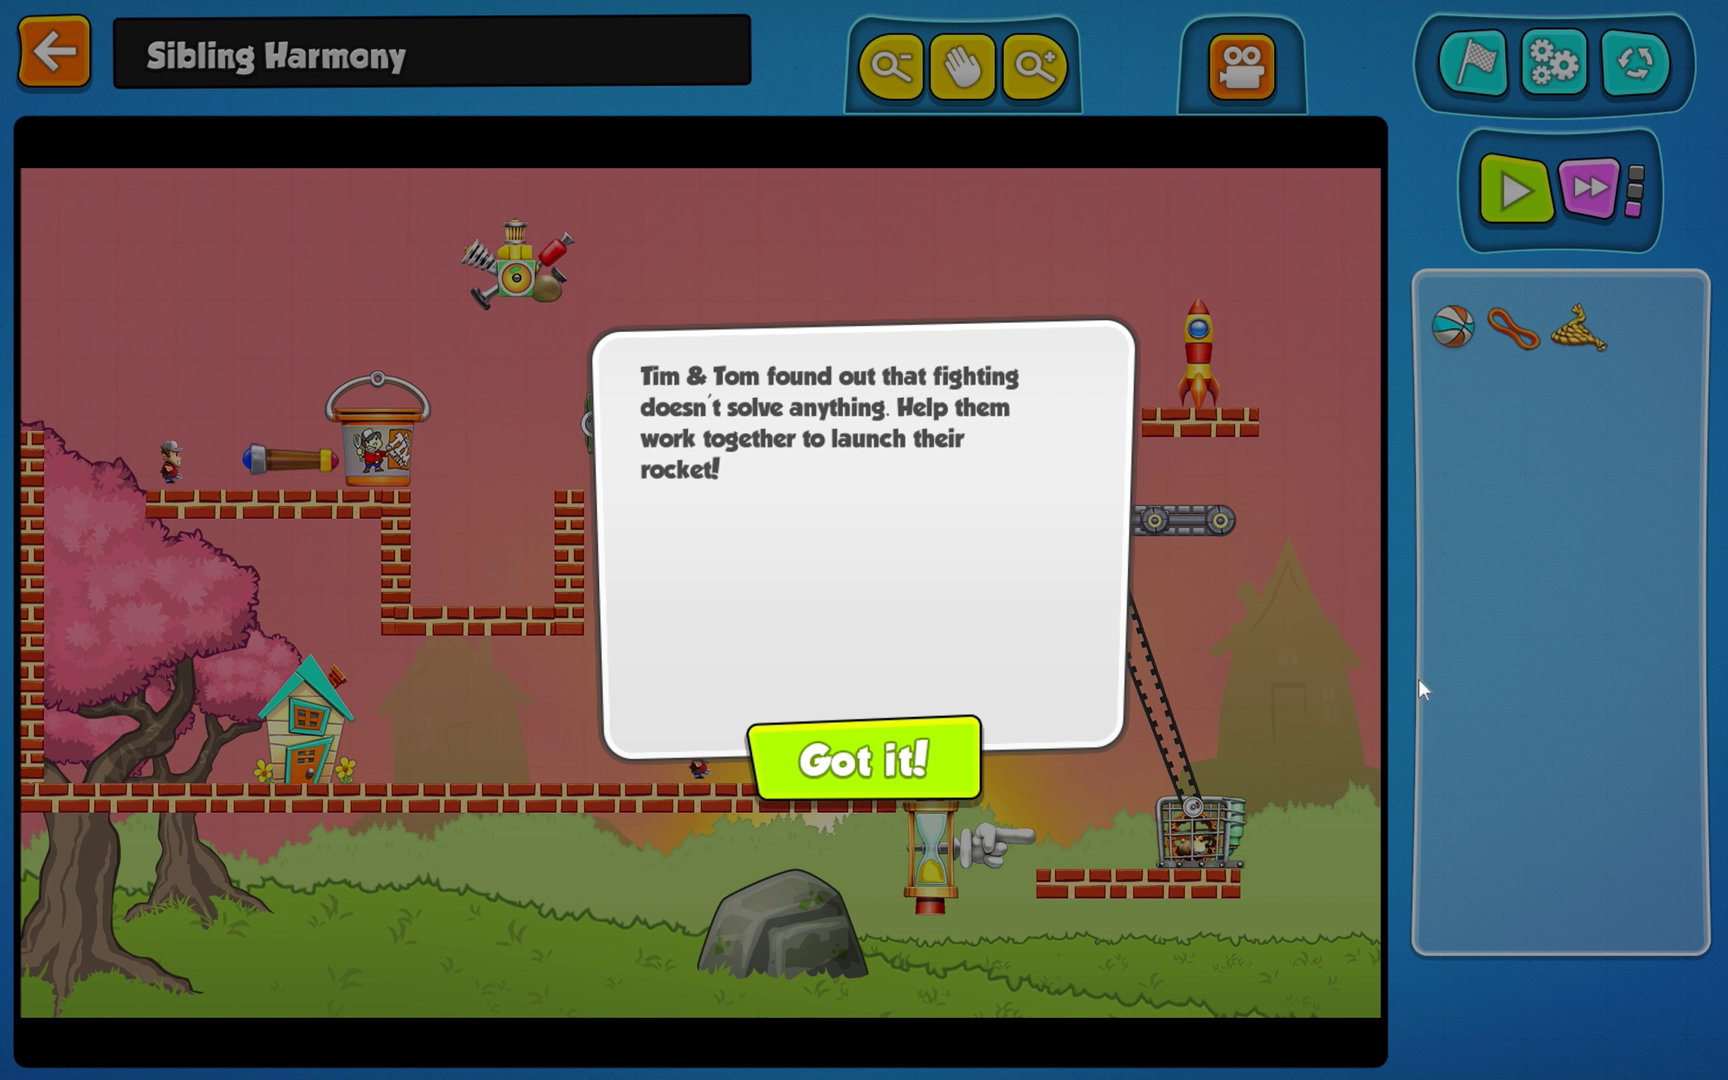 Sibling Harmony
Tim & Tom found out that fighting
doesn't solve anything. Help them
work together to launch their
rocket!
Got it!